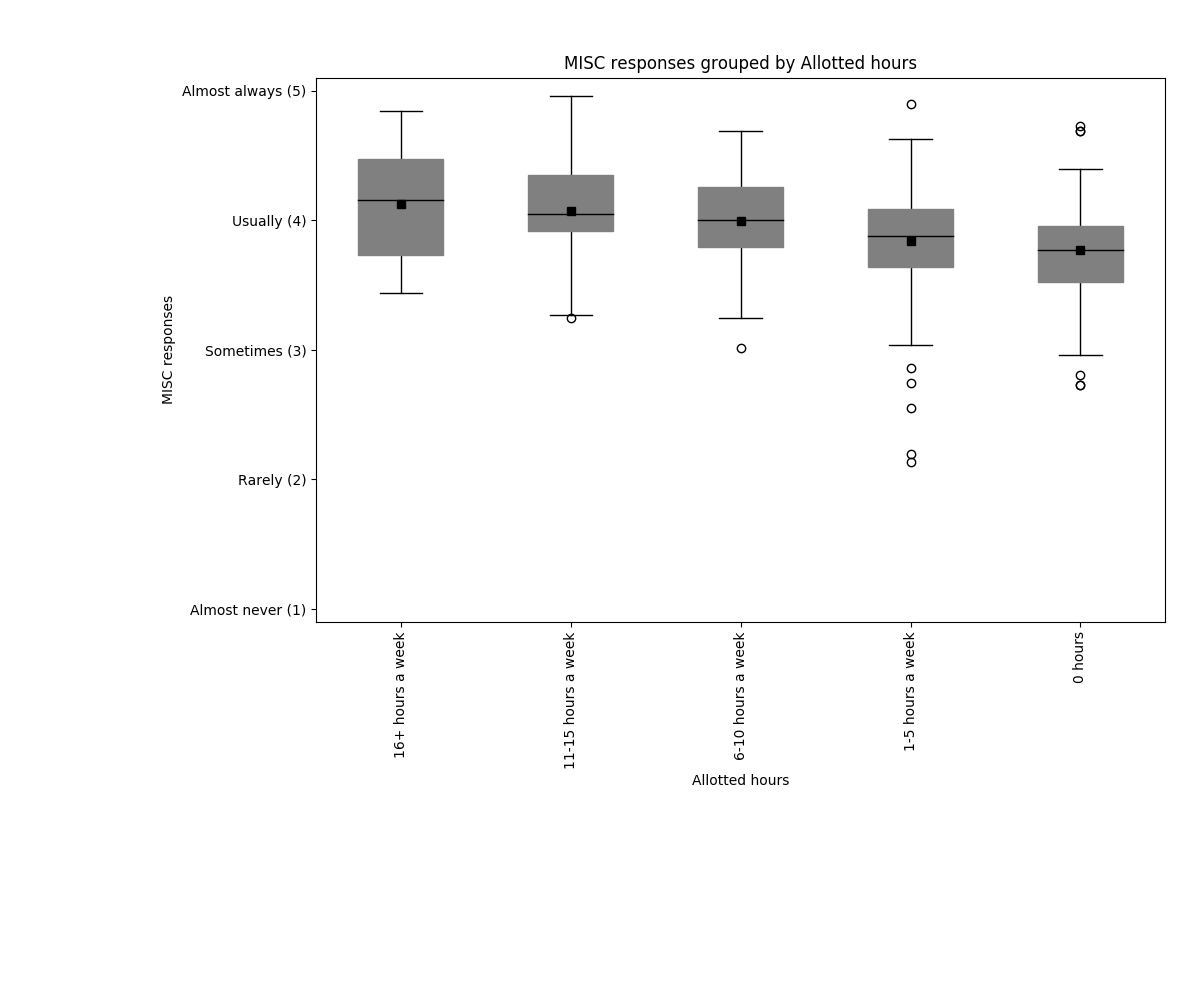 MISC responses grouped by Allotted hours
Almost always (5)
Usually (4)
Sometimes (3)
Rarely (2)
Almost never (1)
MISC responses
16+ hours a week
11-15 hours a week
6-10 hours a week
1-5 hours a week
0 hours
Allotted hours